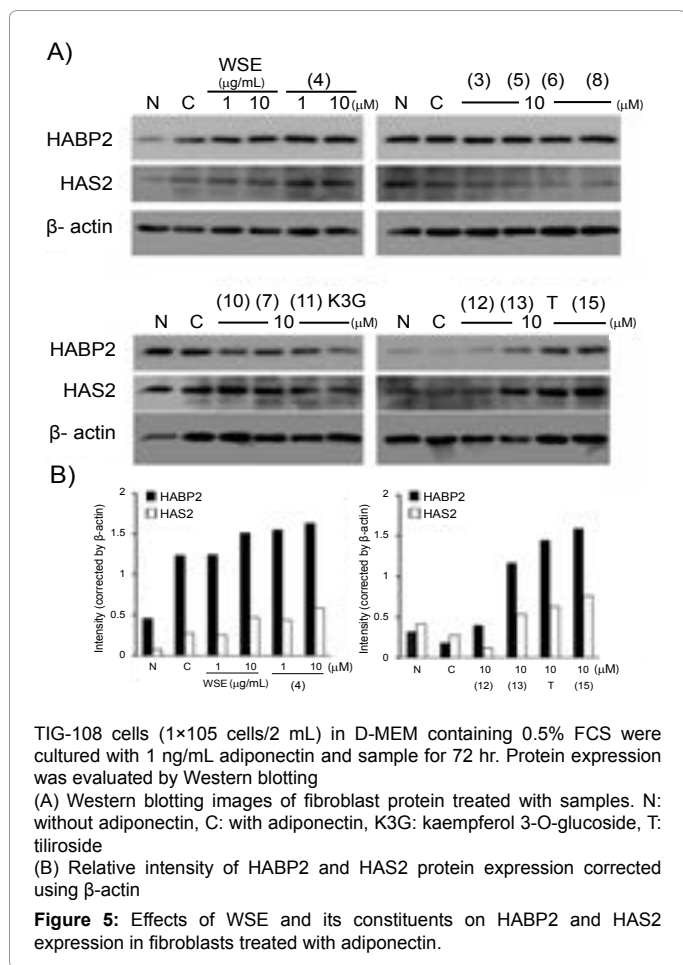 A)
WSE (4) (3) (5) (6) (8)
(μg/mL)
N C 1 10 1 10 (μM) N C 10 (μM)
HABP2
HAS2
β- actin
(10) (7) (11) K3G (12) (13) T (15)
N C 10 (μM) N C 10 (μM)
HABP2
HAS2
β- actin
B)
Intensity (corrected by β-actin)
2
1.5
1
0.5
0
HABP2
HAS2
N C 1 10 1 10 (μM)
WSE (μg/mL) (4)
Intensity (corrected by β-actin)
2
1.5
1
0.5
0
HABP2
HAS2
N C 10 10 10 10 (μM)
(12) (13) T (15)
TIG-108 cells (1×105 cells/2 mL) in D-MEM containing 0.5% FCS were
cultured with 1 ng/mL adiponectin and sample for 72 hr. Protein expression
was evaluated by Western blotting
(A) Western blotting images of fibroblast protein treated with samples. N:
without adiponectin, C: with adiponectin, K3G: kaempferol 3-O-glucoside, T:
tiliroside
(B) Relative intensity of HABP2 and HAS2 protein expression corrected
using β-actin
Figure 5: Effects of WSE and its constituents on HABP2 and HAS2
expression in fibroblasts treated with adiponectin.